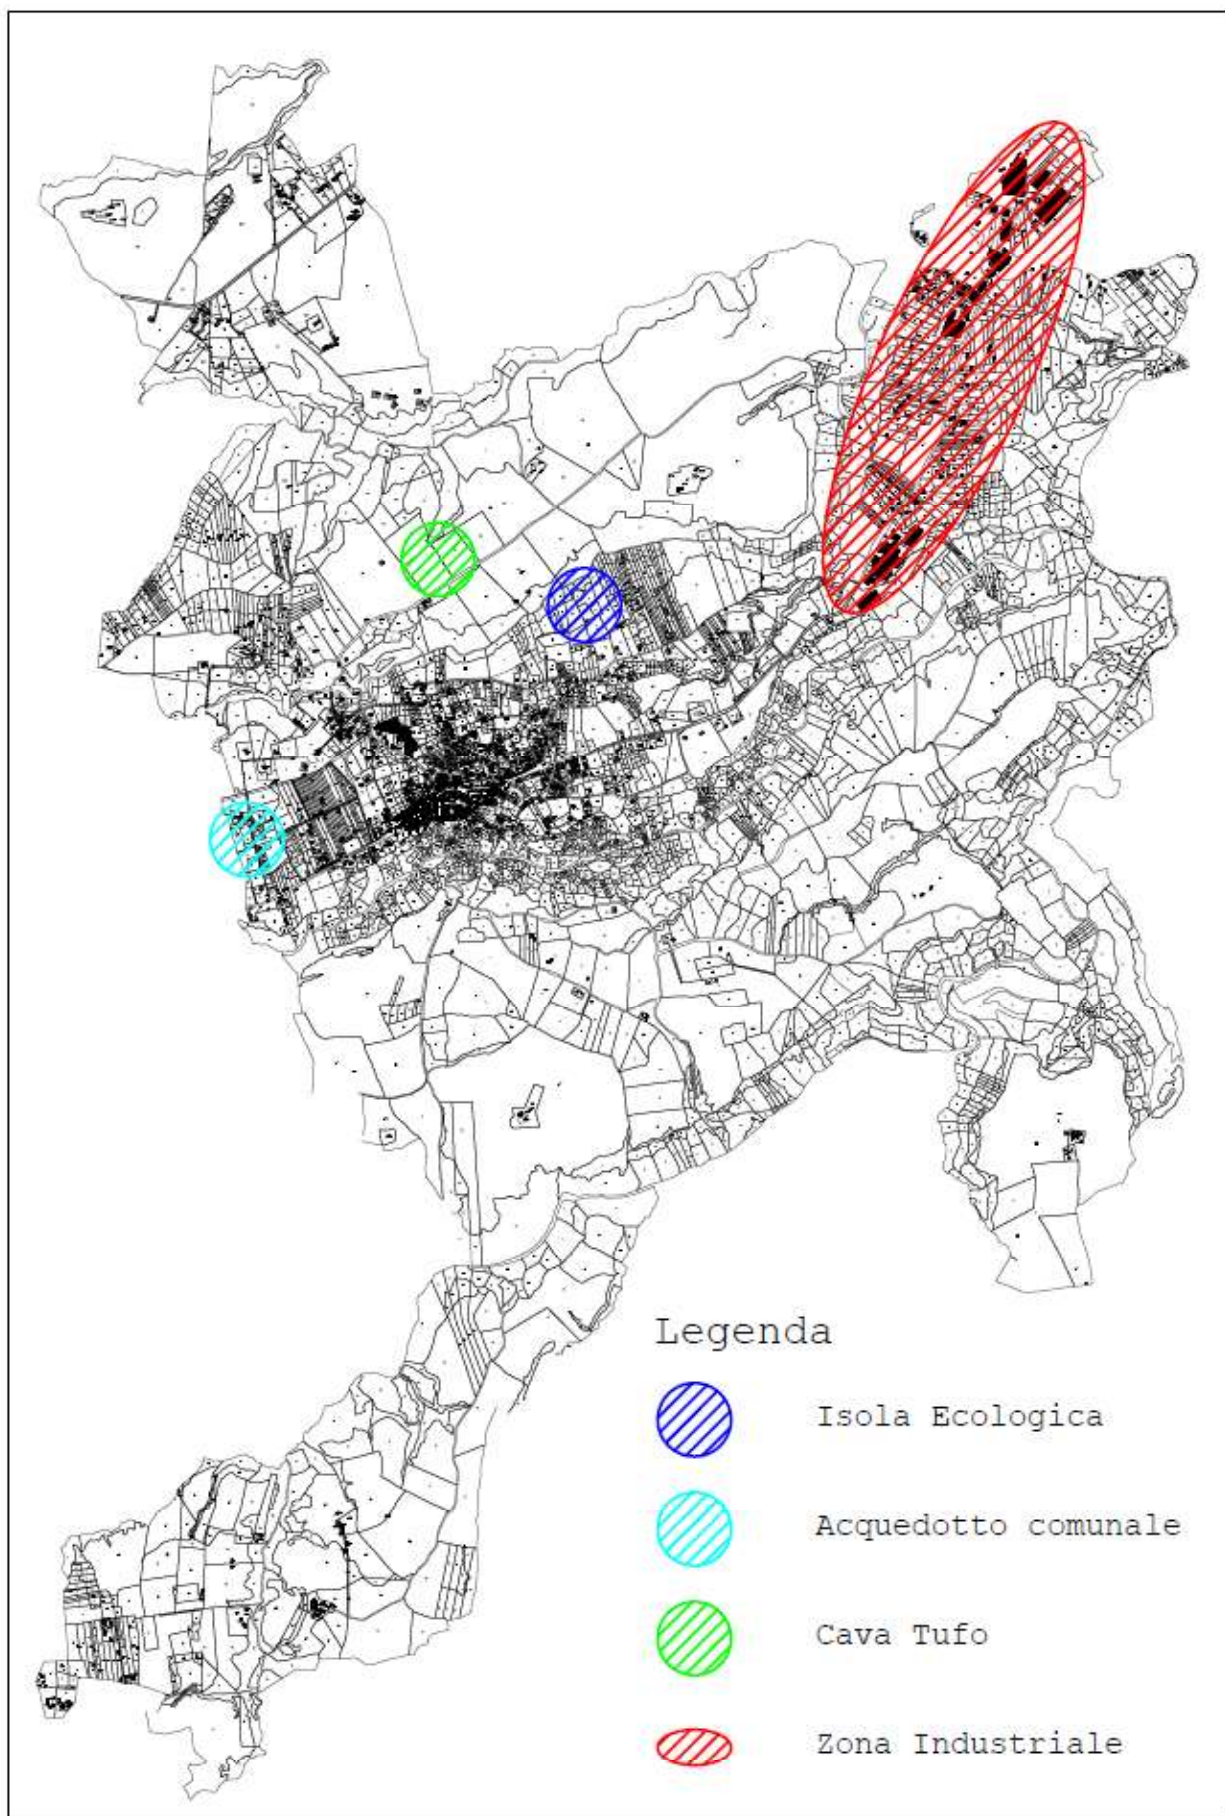 Legenda
Isola Ecologica
Acquedotto comunale
Cava Tufo
Zona Industriale